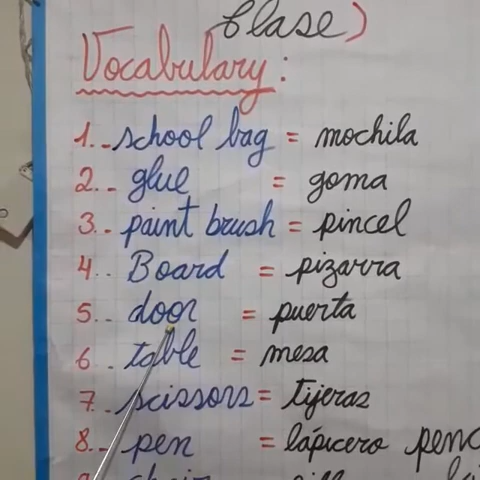 clase)
Vocabulary:
1.- school bag = mochila
2.- glue = goma
3.- paint brush = pincel
4.- Board = pizarra
5.- door = puerta
6.- table = mesa
7.- scissors = tijeras
8.- pen = lápicero